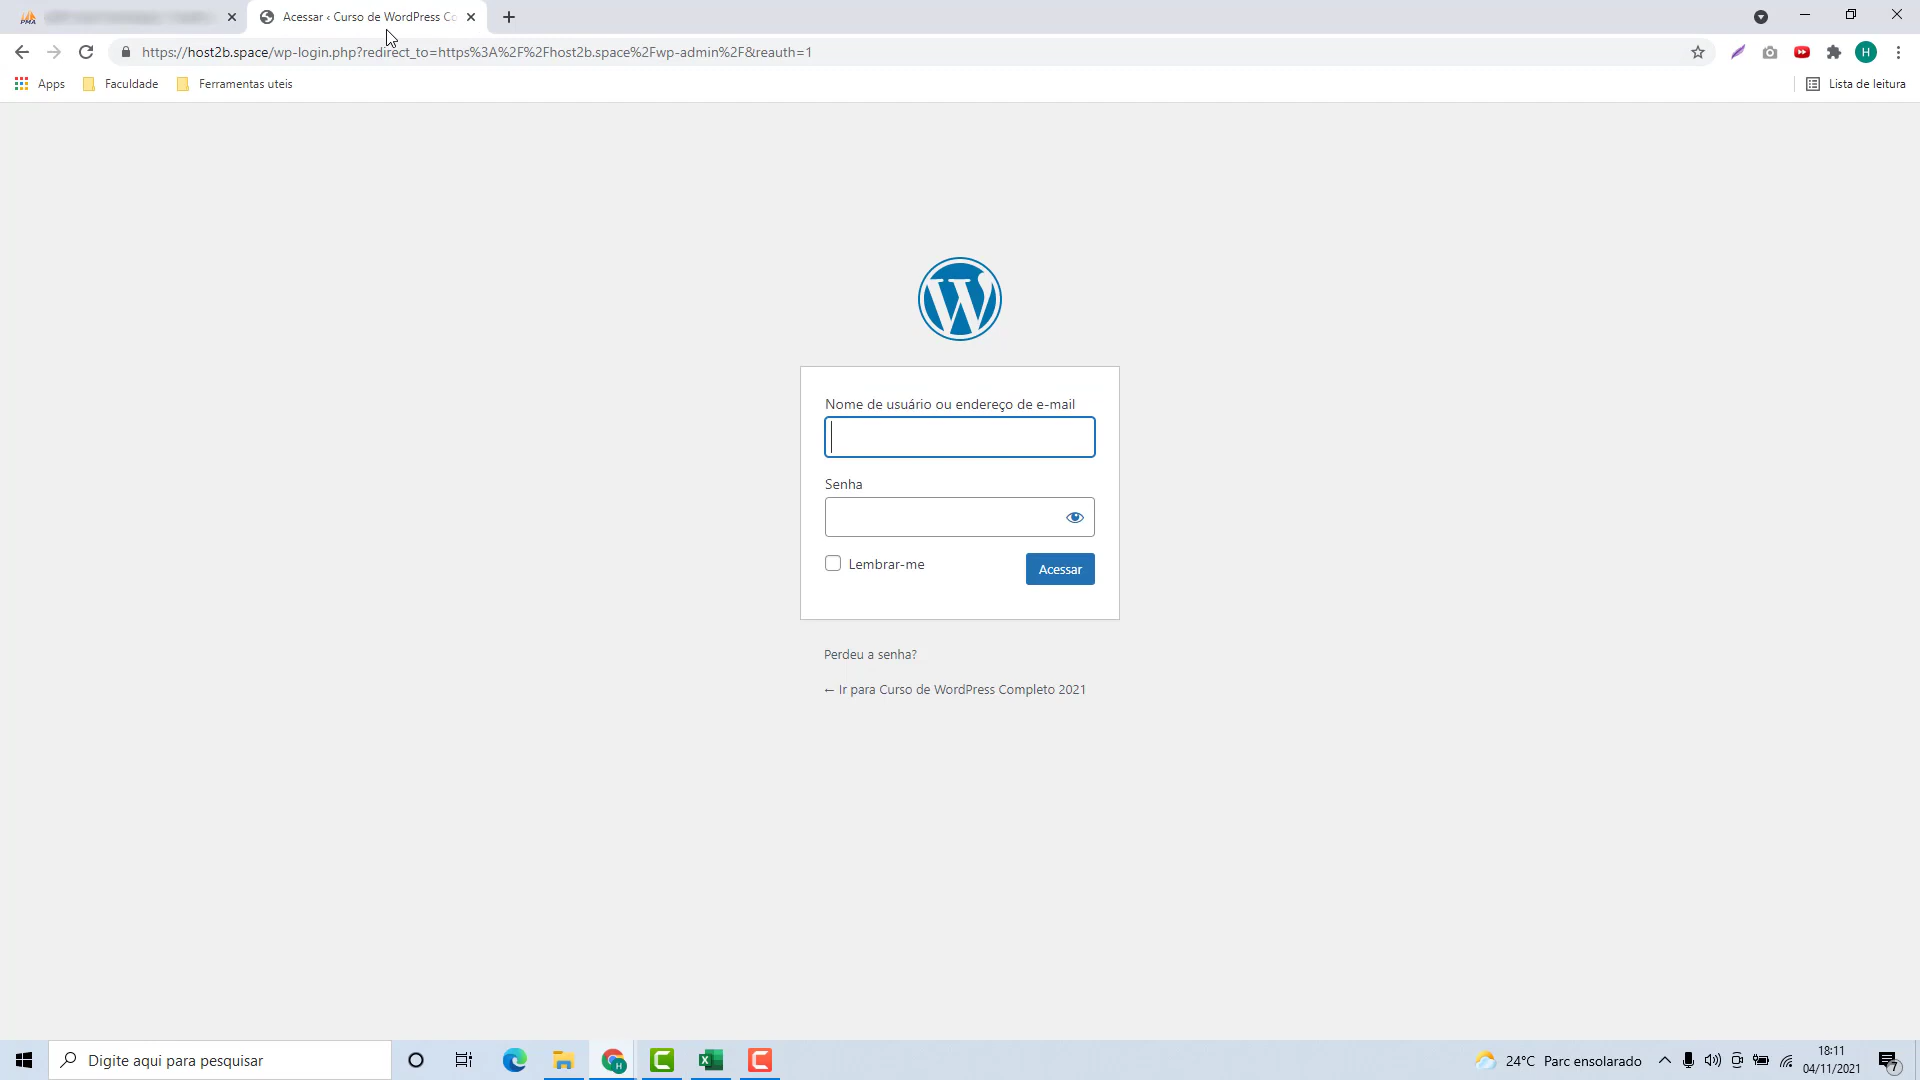 PMA
Acessar ‹ Curso de WordPress Co
https://host2b.space/wp-login.php?redirect_to=https%3A%2F%2Fhost2b.space%2Fwp-admin%2F&reauth=1
H
Apps
Faculdade
Ferramentas uteis
Lista de leitura
Nome de usuário ou endereço de e-mail
Senha
Lembrar-me
Acessar
Perdeu a senha?
← Ir para Curso de WordPress Completo 2021
Digite aqui para pesquisar
24°C Parc ensolarado
18:11
04/11/2021
7